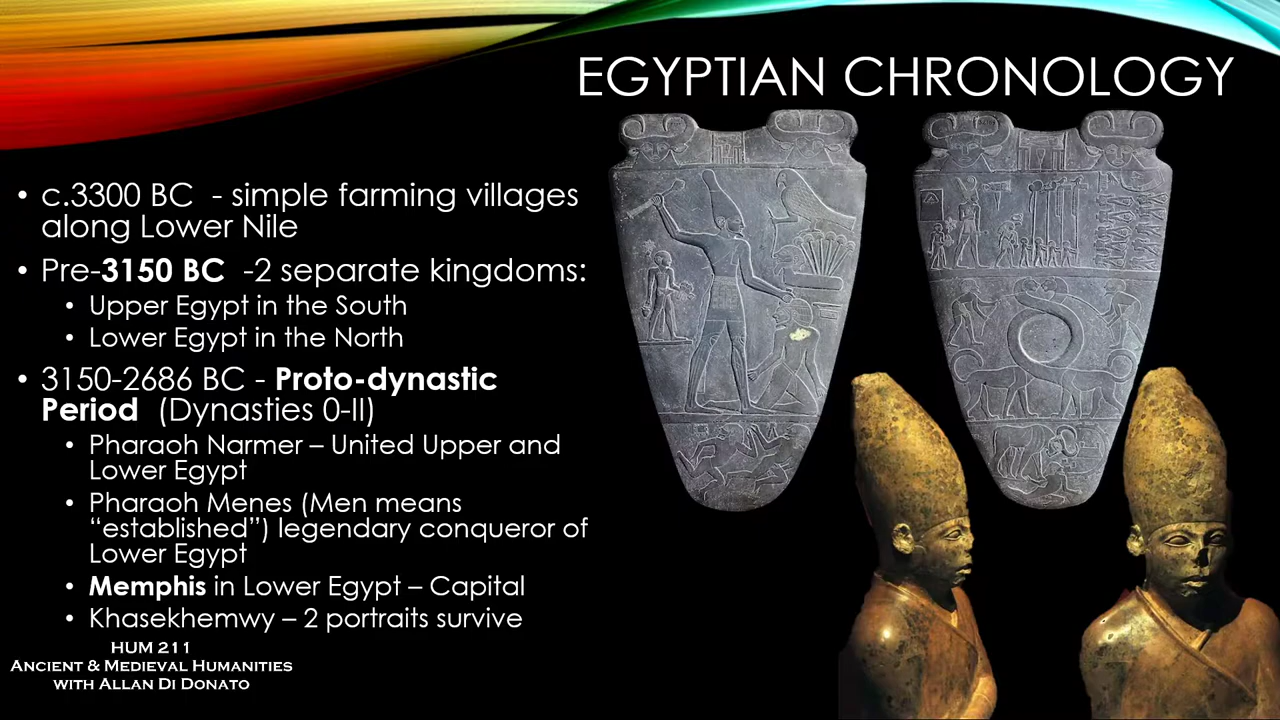 EGYPTIAN CHRONOLOGY
• c.3300 BC - simple farming villages
along Lower Nile
• Pre-3150 BC -2 separate kingdoms:
• Upper Egypt in the South
• Lower Egypt in the North
• 3150-2686 BC - Proto-dynastic
Period (Dynasties 0-II)
• Pharaoh Narmer – United Upper and
Lower Egypt
• Pharaoh Menes (Men means
“established”) legendary conqueror of
Lower Egypt
• Memphis in Lower Egypt – Capital
• Khasekhemwy – 2 portraits survive
HUM 211
Ancient & Medieval Humanities
with Allan Di Donato